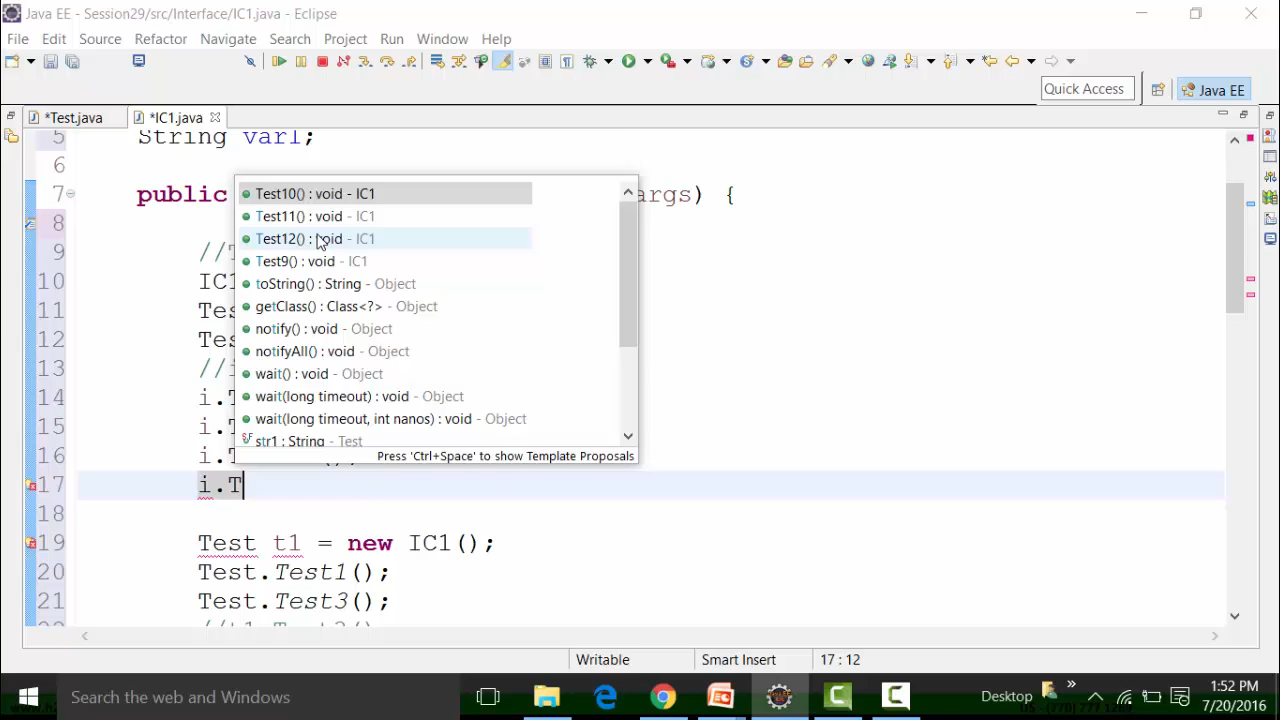 Java EE - Session29/src/Interface/IC1.java - Eclipse
File Edit Source Refactor Navigate Search Project Run Window Help
Quick Access
Java EE
*Test.java
*IC1.java
5 String var1;
6
7 public args) {
8
9 //T
10 IC1
11 Tes
12 Te
13 //i
14 i.T
15 i.
16 i.
17 i.T
18
19 Test t1 = new IC1();
20 Test.Test1();
21 Test.Test3();
Test10() : void - IC1
Test11() : void - IC1
Test12() : void - IC1
Test9() : void - IC1
toString() : String - Object
getClass() : Class<?> - Object
notify() : void - Object
notifyAll() : void - Object
wait() : void - Object
wait(long timeout) : void - Object
wait(long timeout, int nanos) : void - Object
str1 : String - Test
Press 'Ctrl+Space' to show Template Proposals
Writable
Smart Insert
17 : 12
Search the web and Windows
Desktop
1:52 PM
7/20/2016